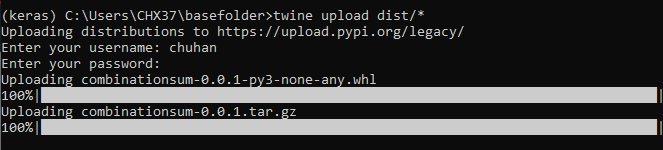 (keras) C:\Users\CHX37\basefolder>twine upload dist/*
Uploading distributions to https://upload.pypi.org/legacy/
Enter your username: chuhan
Enter your password:
Uploading combinationsum-0.0.1-py3-none-any.whl
100%|
Uploading combinationsum-0.0.1.tar.gz
100%|